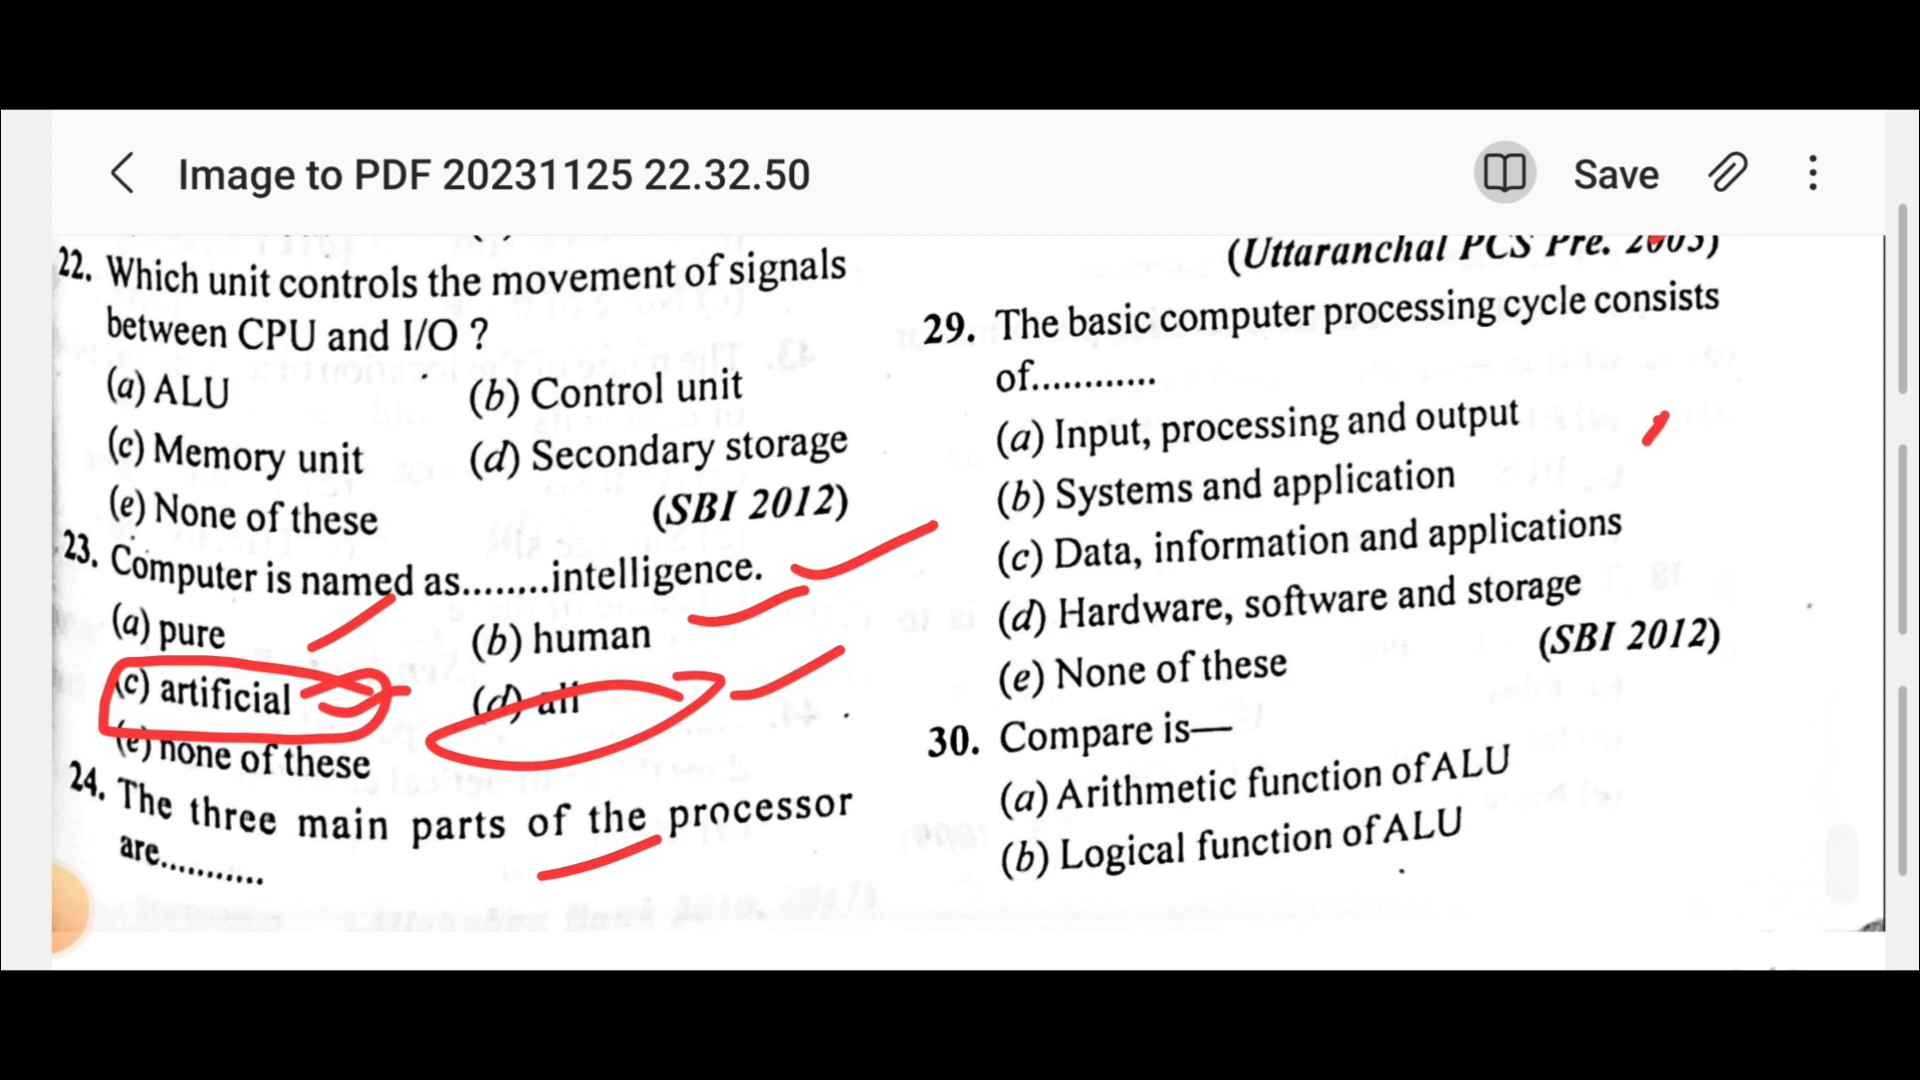 Image to PDF 20231125 22.32.50
Save
22. Which unit controls the movement of signals
between CPU and I/O ?
(a) ALU (b) Control unit
(c) Memory unit (d) Secondary storage
(e) None of these (SBI 2012)
23. Computer is named as........intelligence.
(a) pure (b) human
(c) artificial (d) all
(e) none of these
24. The three main parts of the processor
are...........
(Uttaranchal PCS Pre. 2005)
29. The basic computer processing cycle consists
of............
(a) Input, processing and output
(b) Systems and application
(c) Data, information and applications
(d) Hardware, software and storage
(e) None of these (SBI 2012)
30. Compare is—
(a) Arithmetic function of ALU
(b) Logical function of ALU